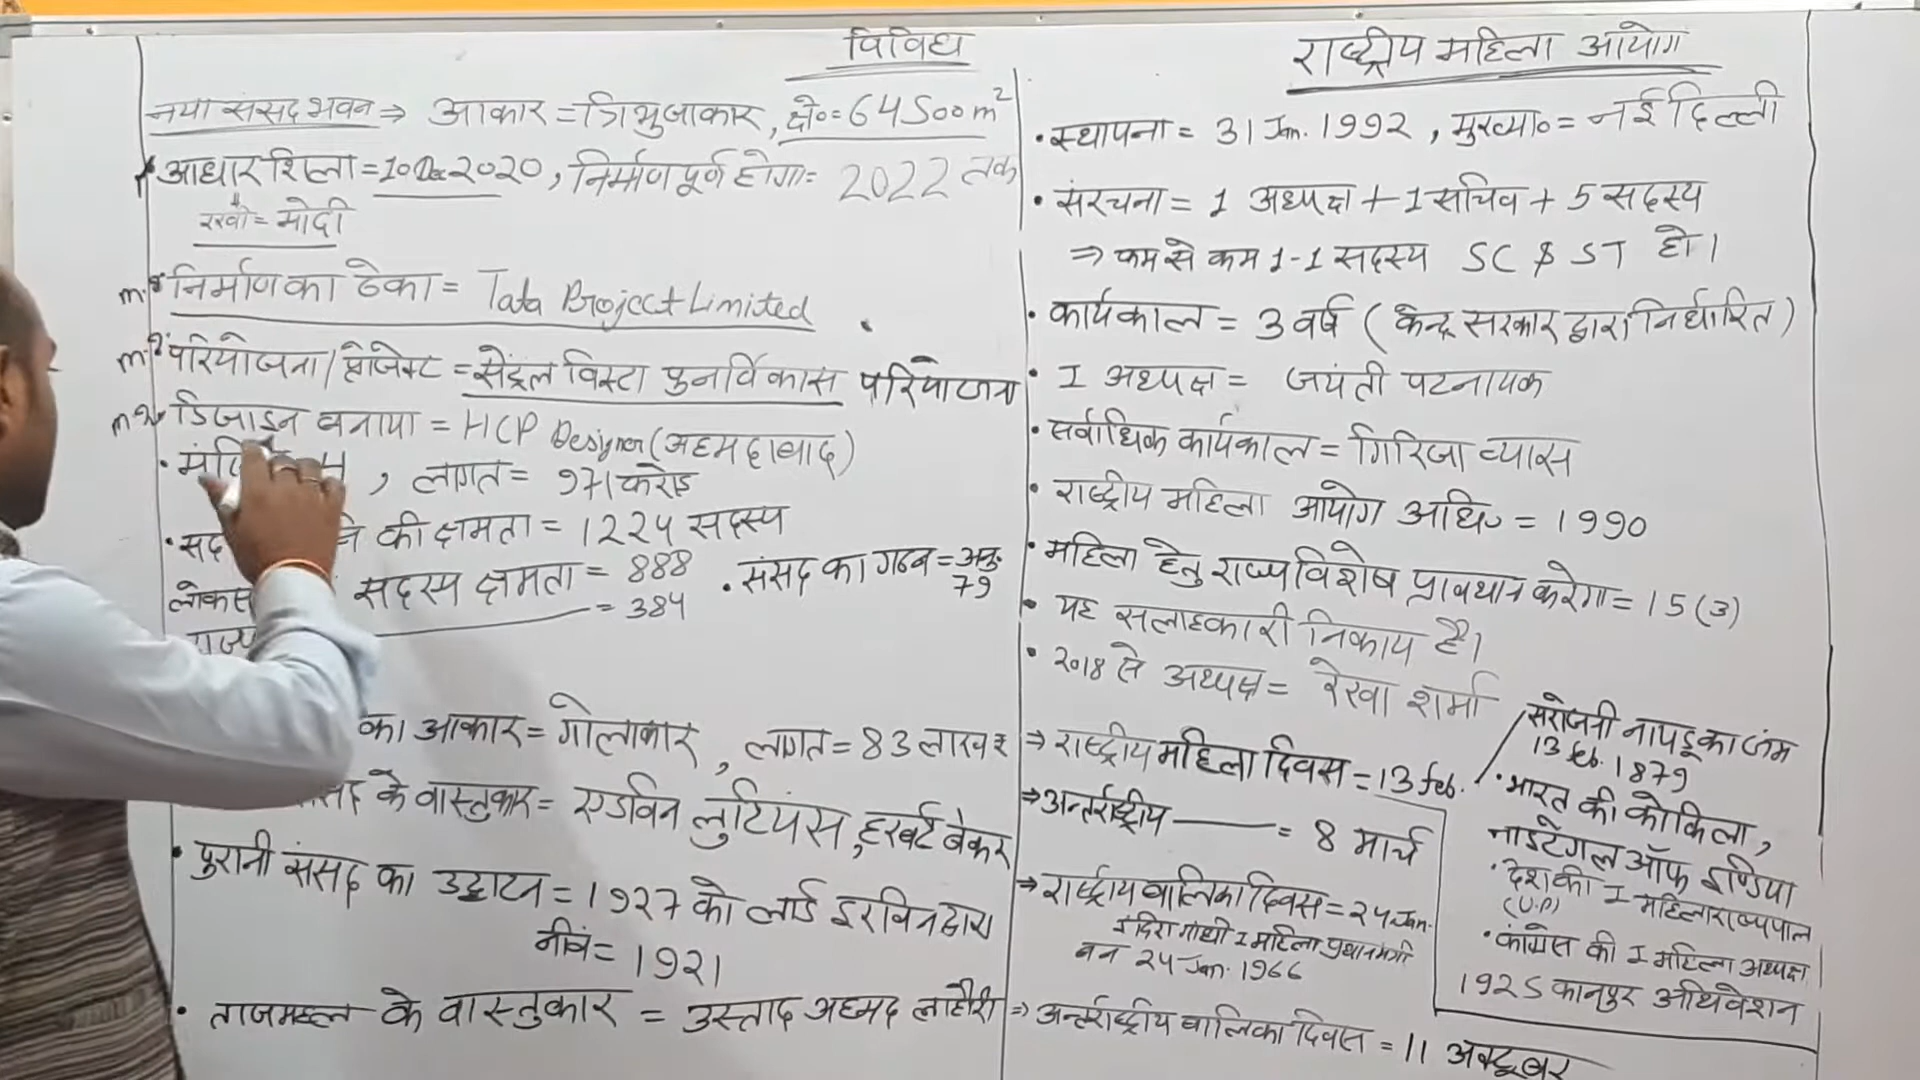 विविध
नया संसद भवन ⇒ आकार = त्रिभुजाकार, क्षे० = 64500m²
आधारशिला = 10 Dec 2020, निर्माण पूर्ण होगा = 2022 तक
रखी = मोदी
निर्माण का ठेका = Tata Project Limited
परियोजना/प्रोजेक्ट = सेंट्रल विस्टा पुनर्विकास परियोजना
डिजाइन बनाया = HCP Designer (अहमदाबाद)
, लागत = 971 करोड़
की क्षमता = 1224 सदस्य
सदस्य क्षमता = 888
= 384
• संसद का गठन = अनु. 79
का आकार = गोलाकार, लागत = 83 लाख ₹
के वास्तुकार = एडविन लुटियंस, हरबर्ट बेकर
• पुरानी संसद का उद्घाटन = 1927 को लार्ड इरविन द्वारा
नीवं = 1921
• ताजमहल के वास्तुकार = उस्ताद अहमद लाहौरी
राष्ट्रीय महिला आयोग
• स्थापना = 31 Jan. 1992, मुख्या० = नई दिल्ली
• संरचना = 1 अध्यक्ष + 1 सचिव + 5 सदस्य
⇒ कम से कम 1-1 सदस्य SC & ST हो।
• कार्यकाल = 3 वर्ष (केन्द्र सरकार द्वारा निर्धारित)
• I अध्यक्ष = जयंती पटनायक
• सर्वाधिक कार्यकाल = गिरिजा व्यास
• राष्ट्रीय महिला आयोग अधि० = 1990
• महिला हेतु राज्य विशेष प्रावधान करेगा = 15(3)
• यह सलाहकारी निकाय है।
• 2018 से अध्यक्ष = रेखा शर्मा
⇒ राष्ट्रीय महिला दिवस = 13 feb.
⇒ अन्तर्राष्ट्रीय ——— = 8 मार्च
⇒ राष्ट्रीय बालिका दिवस = 24 Jan.
इंदिरा गांधी I महिला प्रधानमंत्री
बन 24 Jan. 1966
⇒ अन्तर्राष्ट्रीय बालिका दिवस = 11 अक्टूबर
सरोजनी नायडू का जंम
13 feb. 1879
• भारत की कोकिला,
नाइटेंगल ऑफ इण्डिया
• देश की I महिला राज्यपाल
(U.P)
• कांग्रेस की I महिला अध्यक्ष
1925 कानपुर अधिवेशन